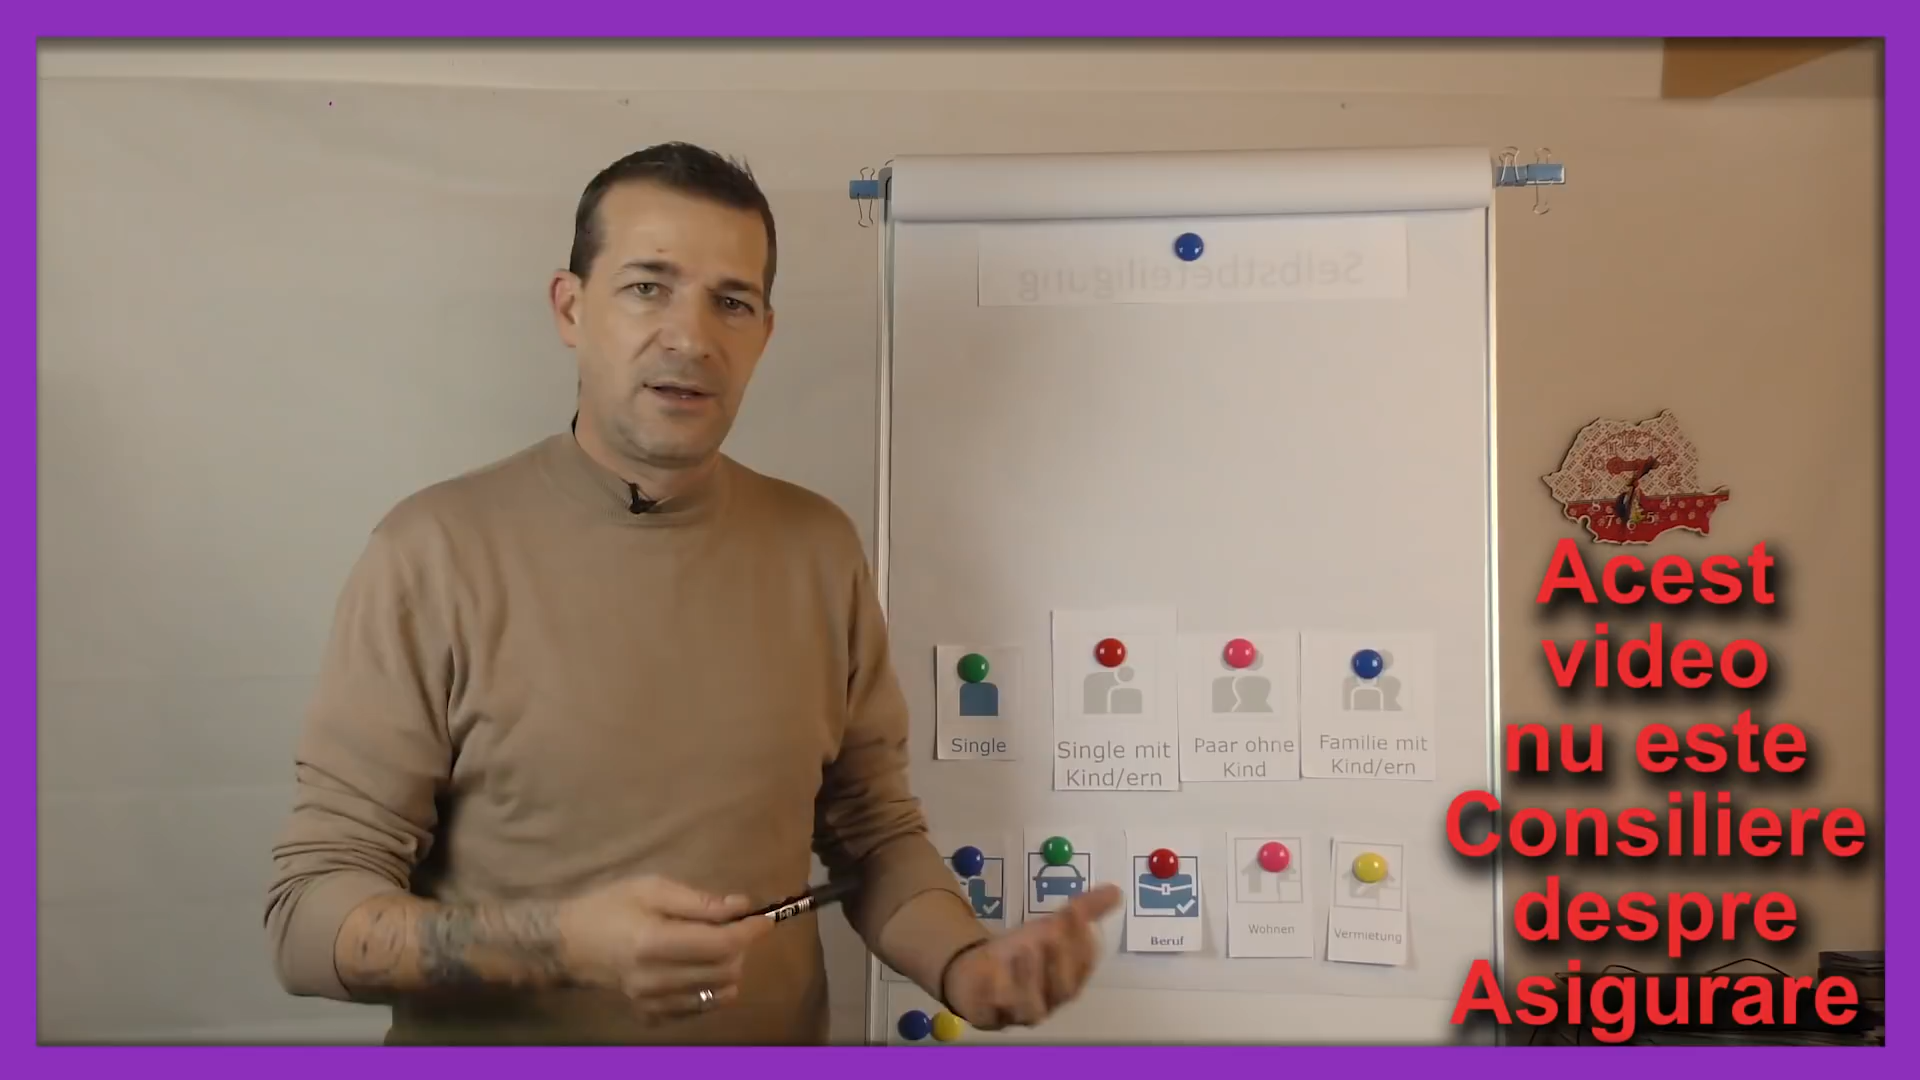 Selbstbeteiligung
Single
Single mit
Kind/ern
Paar ohne
Kind
Familie mit
Kind/ern
Beruf
Wohnen
Vermietung
Acest
video
nu este
Consiliere
despre
Asigurare